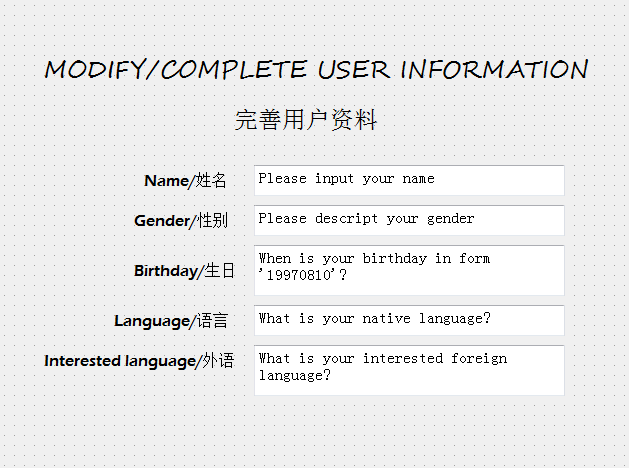 MODIFY/COMPLETE USER INFORMATION
完善用户资料
Name/姓名 Please input your name
Gender/性别 Please descript your gender
Birthday/生日 When is your birthday in form
'19970810'?
Language/语言 What is your native language?
Interested language/外语 What is your interested foreign
language?